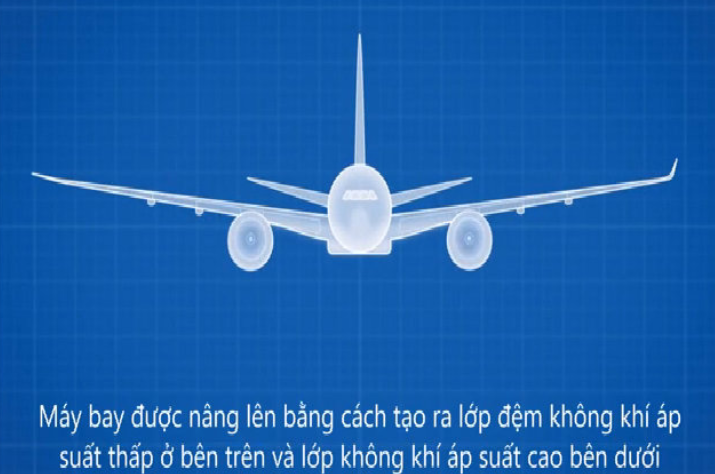 Máy bay được nâng lên bằng cách tạo ra lớp đệm không khí áp
suất thấp ở bên trên và lớp không khí áp suất cao bên dưới